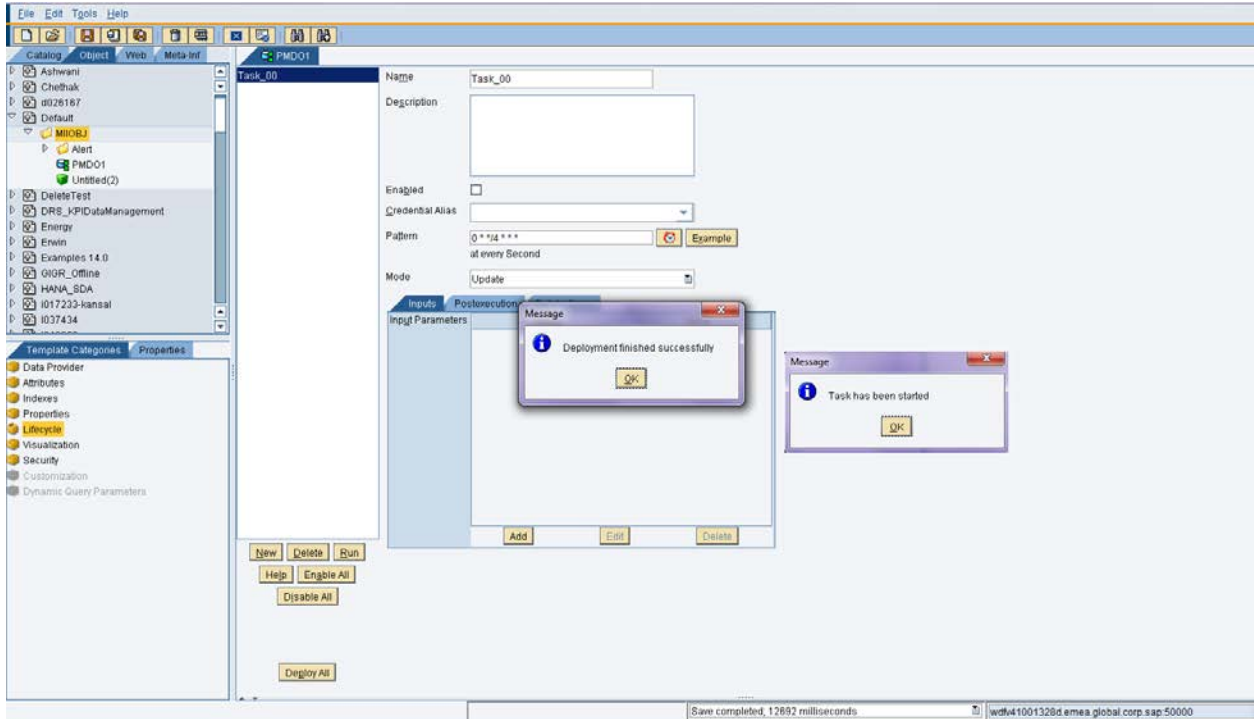 File Edit Tools Help
Catalog Object Web Meta-Inf
PMDO1
Ashwani
Chethak
d026187
Default
MIIOBJ
Alert
PMDO1
Untitled(2)
DeleteTest
DRS_KPIDataManagement
Energy
Erwin
Examples 14.0
GIGR_Offline
HANA_SDA
I017233-kansal
I037434
Template Categories Properties
Data Provider
Attributes
Indexes
Properties
Lifecycle
Visualization
Security
Customization
Dynamic Query Parameters
Task_00
New Delete Run
Help Enable All
Disable All
Deploy All
Name Task_00
Description
Enabled
Credential Alias
Pattern 0 * */4 * * * Example
at every Second
Mode Update
Inputs Postexecution
Input Parameters
Add Edit Delete
Message
Deployment finished successfully
OK
Message
Task has been started
OK
Save completed, 12692 milliseconds
wdfv41001328d.emea.global.corp.sap:50000